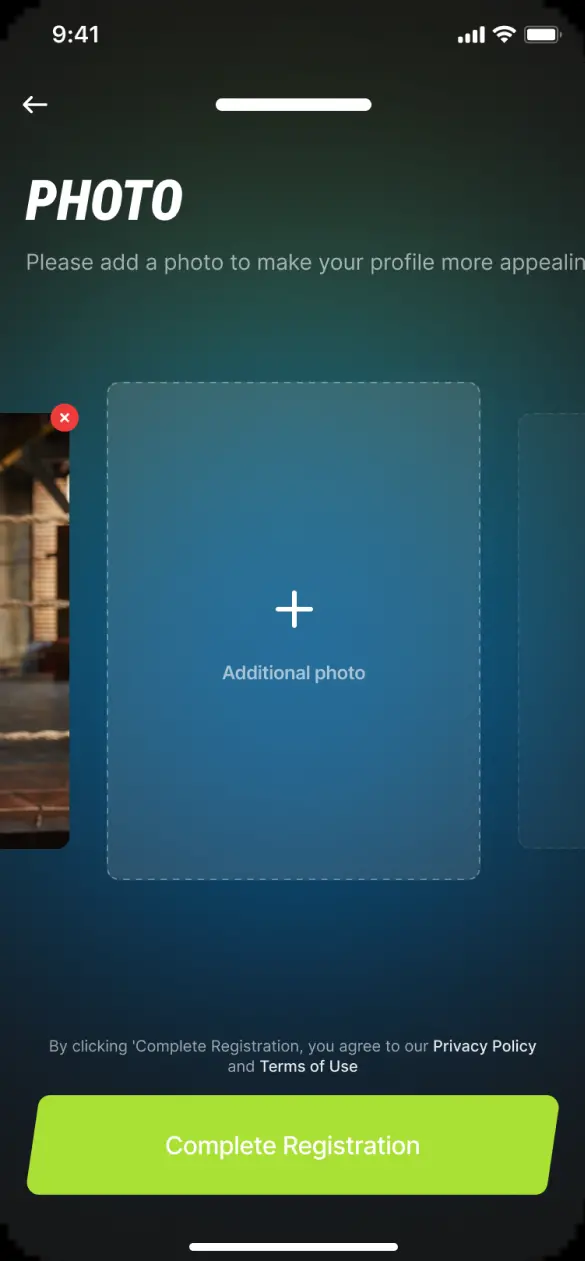 9:41
PHOTO
Please add a photo to make your profile more appealin
Additional photo
By clicking 'Complete Registration, you agree to our Privacy Policy
and Terms of Use
Complete Registration